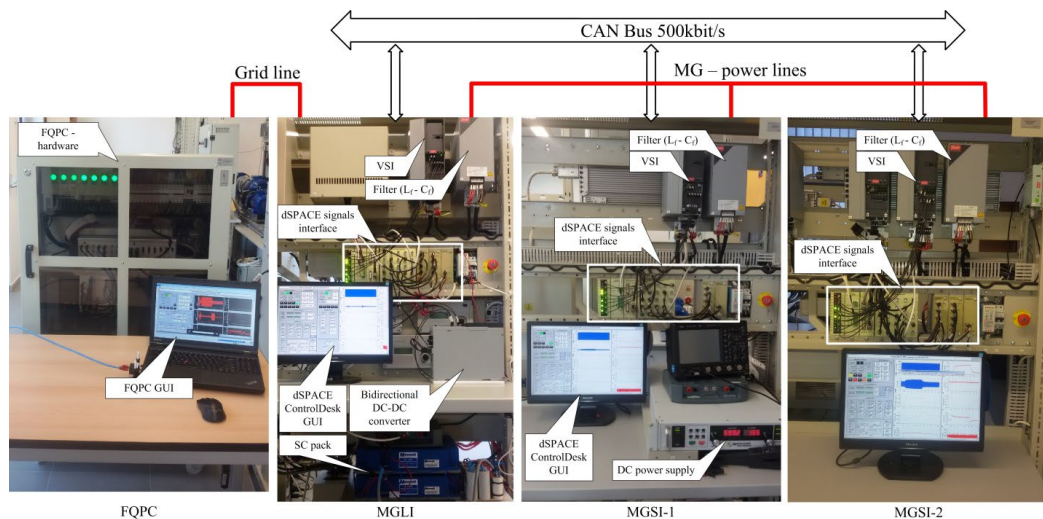 CAN Bus 500kbit/s
Grid line
MG – power lines
FQPC -
hardware
FQPC GUI
FQPC
VSI
Filter (Lf - Cf)
dSPACE signals
interface
dSPACE
ControlDesk
GUI
Bidirectional
DC-DC
converter
SC pack
MGLI
Filter (Lf - Cf)
VSI
dSPACE signals
interface
dSPACE
ControlDesk
GUI
DC power supply
MGSI-1
Filter (Lf - Cf)
VSI
dSPACE signals
interface
MGSI-2